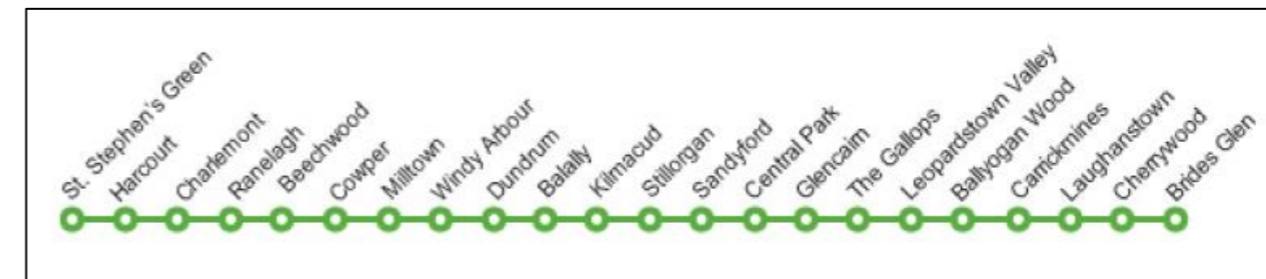 St. Stephen's Green
Harcourt
Charlemont
Ranelagh
Beechwood
Cowper
Milltown
Windy Arbour
Dundrum
Balally
Kilmacud
Stillorgan
Sandyford
Central Park
Glencairn
The Gallops
Leopardstown Valley
Ballyogan Wood
Carrickmines
Laughanstown
Cherrywood
Brides Glen